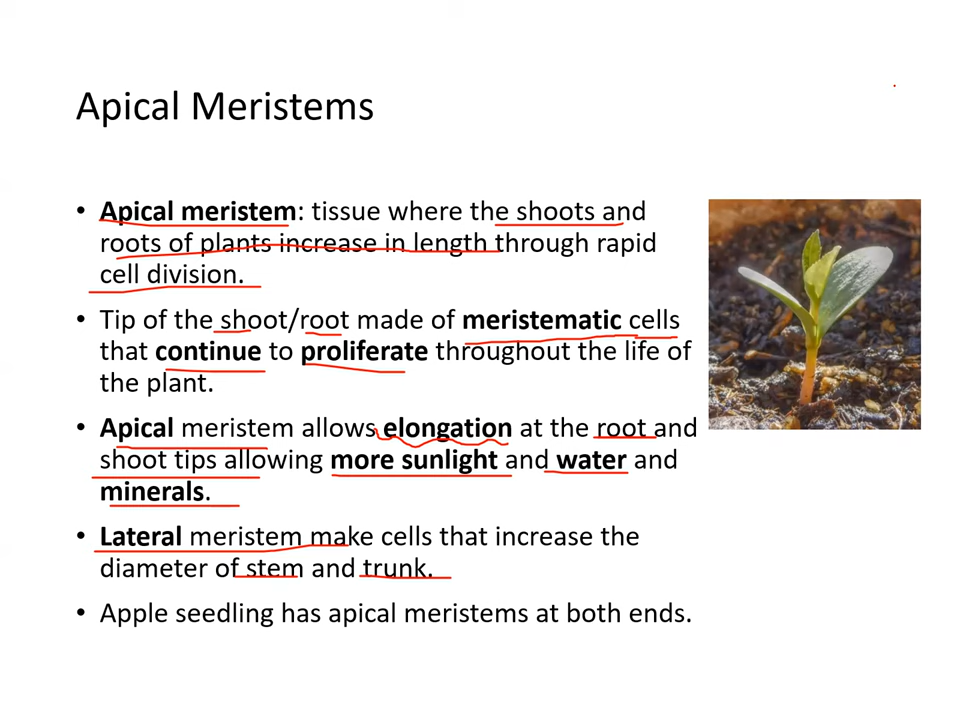 Apical Meristems
• Apical meristem: tissue where the shoots and
roots of plants increase in length through rapid
cell division.
• Tip of the shoot/root made of meristematic cells
that continue to proliferate throughout the life of
the plant.
• Apical meristem allows elongation at the root and
shoot tips allowing more sunlight and water and
minerals.
• Lateral meristem make cells that increase the
diameter of stem and trunk.
• Apple seedling has apical meristems at both ends.